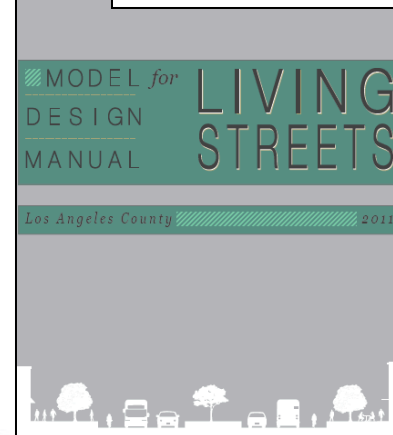 MODEL for
DESIGN
MANUAL
LIVING
STREETS
Los Angeles County 2011